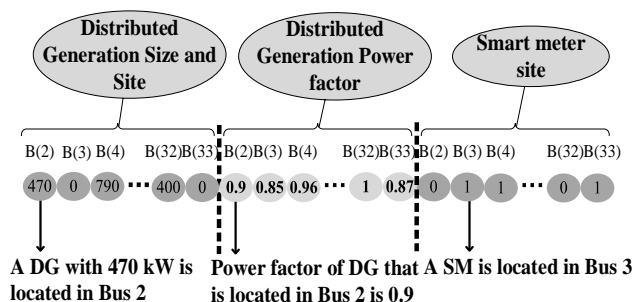 Distributed
Generation Size and
Site
Distributed
Generation Power
factor
Smart meter
site
B(2) B(3) B(4) B(32) B(33) B(2) B(3) B(4) B(32) B(33) B(2) B(3) B(4) B(32) B(33)
470 0 790 ... 400 0 0.9 0.85 0.96 ... 1 0.87 0 1 1 ... 0 1
A DG with 470 kW is
located in Bus 2
Power factor of DG that
is located in Bus 2 is 0.9
A SM is located in Bus 3